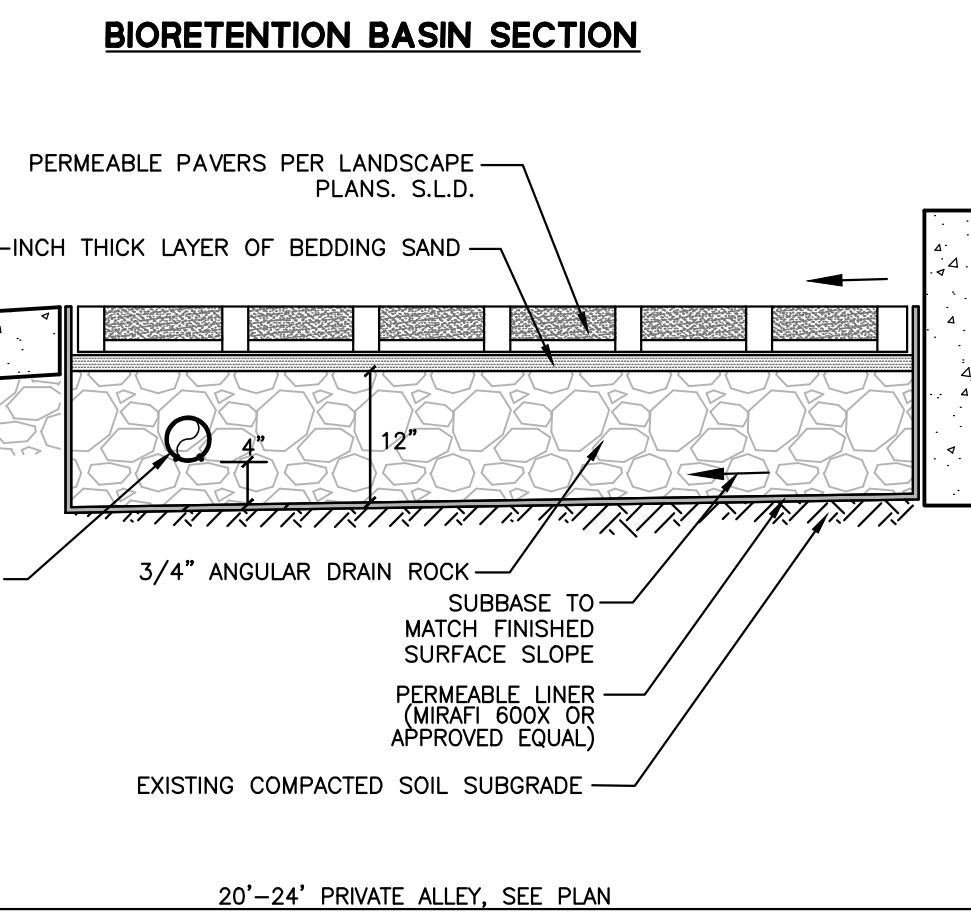 BIORETENTION BASIN SECTION
PERMEABLE PAVERS PER LANDSCAPE
PLANS. S.L.D.
-INCH THICK LAYER OF BEDDING SAND
4"
12"
3/4" ANGULAR DRAIN ROCK
SUBBASE TO
MATCH FINISHED
SURFACE SLOPE
PERMEABLE LINER
(MIRAFI 600X OR
APPROVED EQUAL)
EXISTING COMPACTED SOIL SUBGRADE
20'-24' PRIVATE ALLEY, SEE PLAN